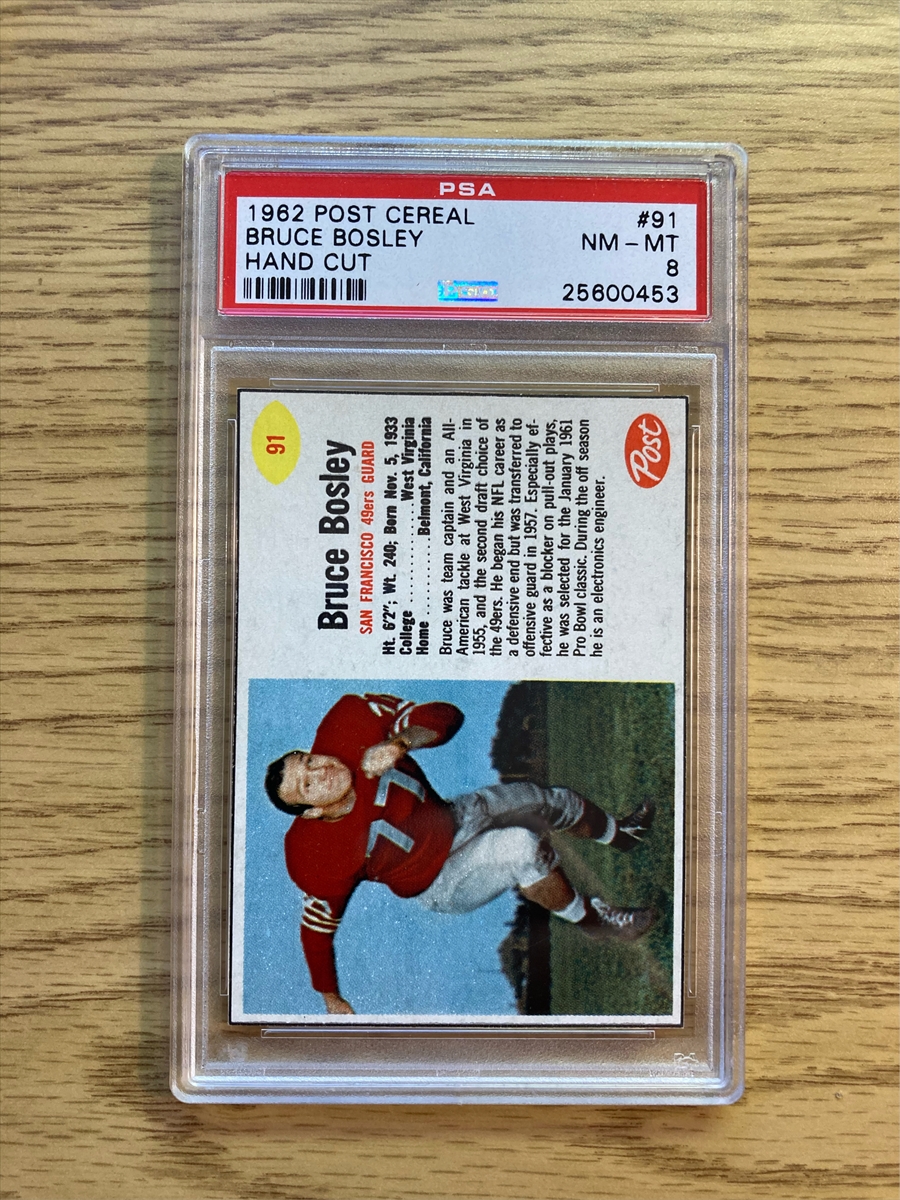 PSA
1962 POST CEREAL #91
BRUCE BOSLEY NM - MT
HAND CUT 8
25600453
91
Bruce Bosley
SAN FRANCISCO 49ers GUARD
Ht. 6'2"; Wt. 240; Born Nov. 5, 1933
College .............. West Virginia
Home ......... Belmont, California
Bruce was team captain and an All-
American tackle at West Virginia in
1955, and the second draft choice of
the 49ers. He began his NFL career as
a defensive end but was transferred to
offensive guard in 1957. Especially ef-
fective as a blocker on pull-out plays,
he was selected for the January 1961
Pro Bowl classic. During the off season
he is an electronics engineer.
Post
77